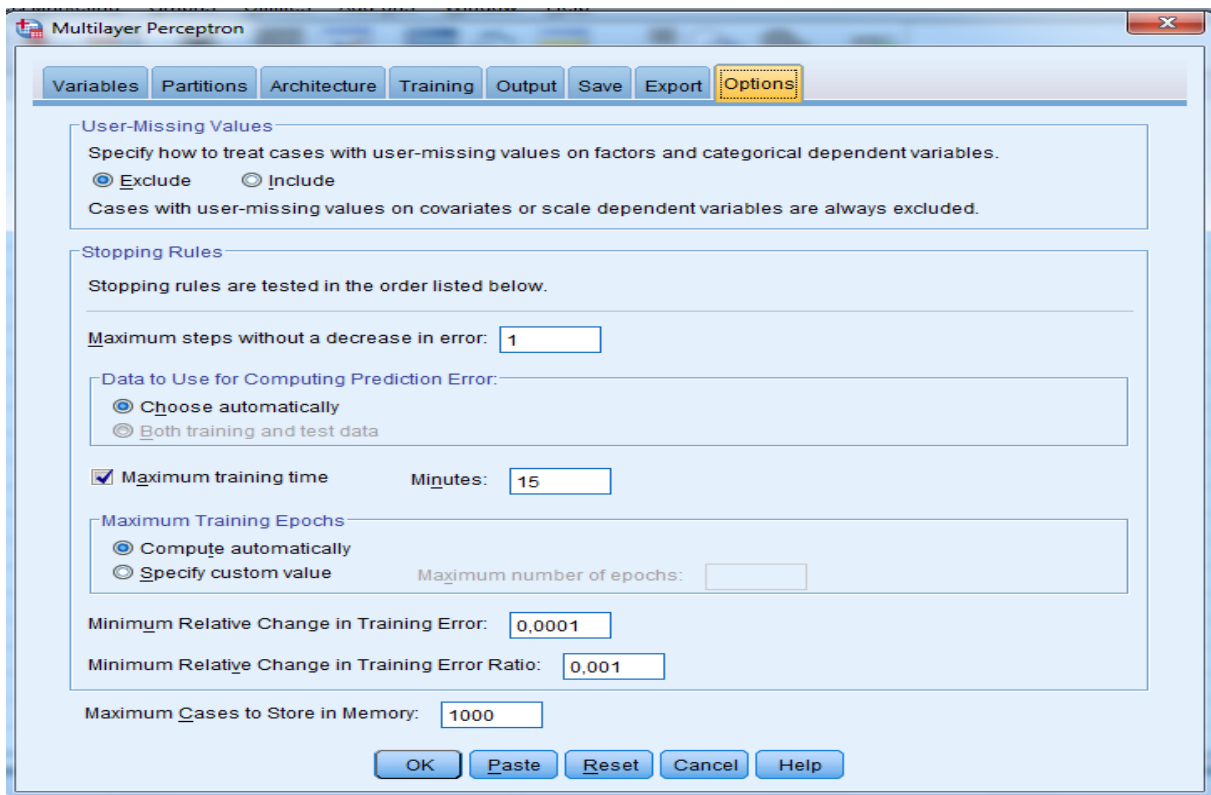 Multilayer Perceptron
Variables Partitions Architecture Training Output Save Export Options
User-Missing Values
Specify how to treat cases with user-missing values on factors and categorical dependent variables.
Exclude Include
Cases with user-missing values on covariates or scale dependent variables are always excluded.
Stopping Rules
Stopping rules are tested in the order listed below.
Maximum steps without a decrease in error: 1
Data to Use for Computing Prediction Error:
Choose automatically
Both training and test data
Maximum training time Minutes: 15
Maximum Training Epochs
Compute automatically
Specify custom value Maximum number of epochs:
Minimum Relative Change in Training Error: 0,0001
Minimum Relative Change in Training Error Ratio: 0,001
Maximum Cases to Store in Memory: 1000
OK Paste Reset Cancel Help